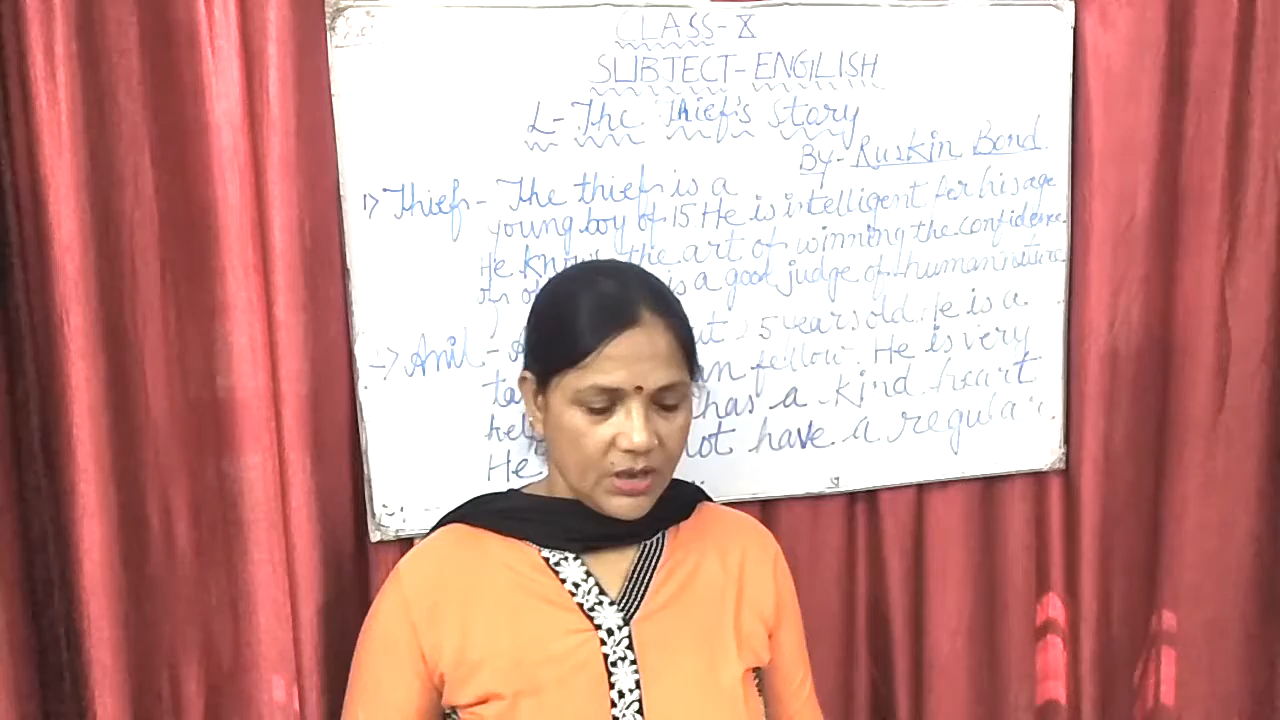 CLASS - X
SUBJECT - ENGLISH
L - The Thief's Story
By - Ruskin Bond
1) Thief - The thief is a
young boy of 15 He is intelligent for his age
He knows the art of winning the confidence
is a good judge of human nature
Anil - 5 years old. He is a
fellow. He is very
has a kind heart
He not have a regular